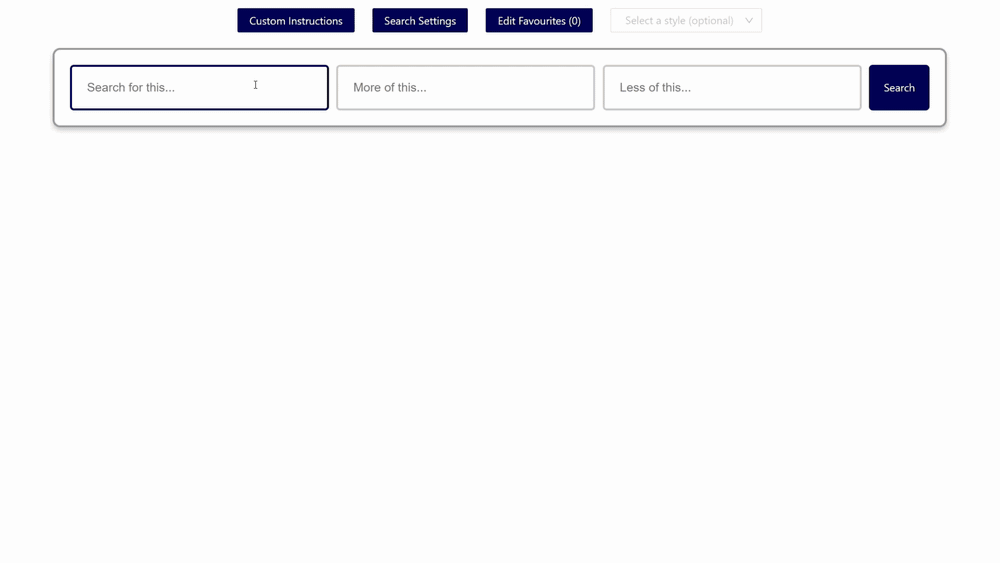 Custom Instructions Search Settings Edit Favourites (0) Select a style (optional)
Search for this... More of this... Less of this... Search